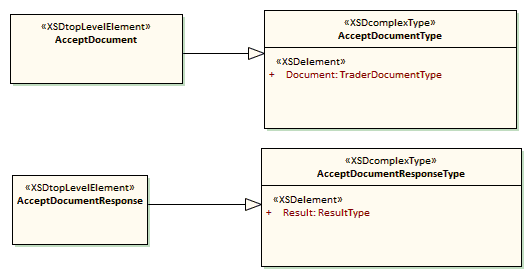 «XSDtopLevelElement»
AcceptDocument
«XSDcomplexType»
AcceptDocumentType
«XSDelement»
+ Document: TraderDocumentType
«XSDtopLevelElement»
AcceptDocumentResponse
«XSDcomplexType»
AcceptDocumentResponseType
«XSDelement»
+ Result: ResultType